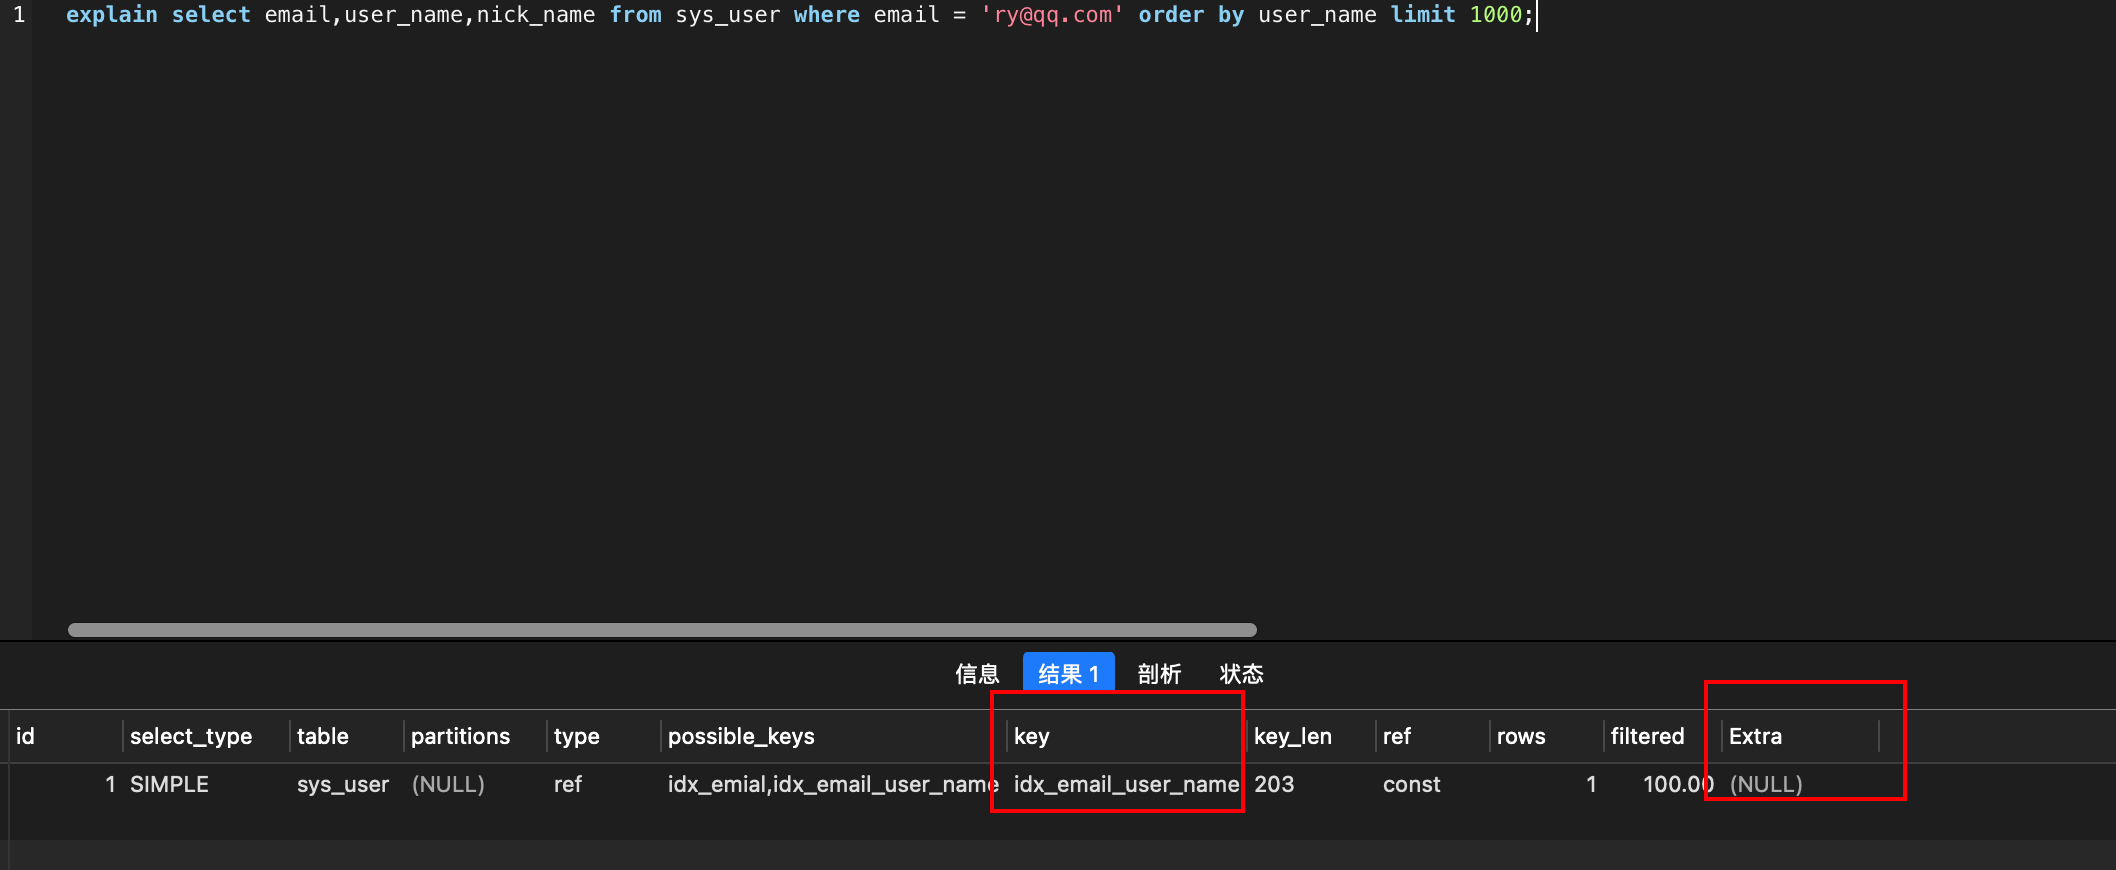 1 explain select email,user_name,nick_name from sys_user where email = 'ry@qq.com' order by user_name limit 1000;
信息 结果 1 剖析 状态
id select_type table partitions type possible_keys key key_len ref rows filtered Extra
1 SIMPLE sys_user (NULL) ref idx_emial,idx_email_user_name idx_email_user_name 203 const 1 100.00 (NULL)